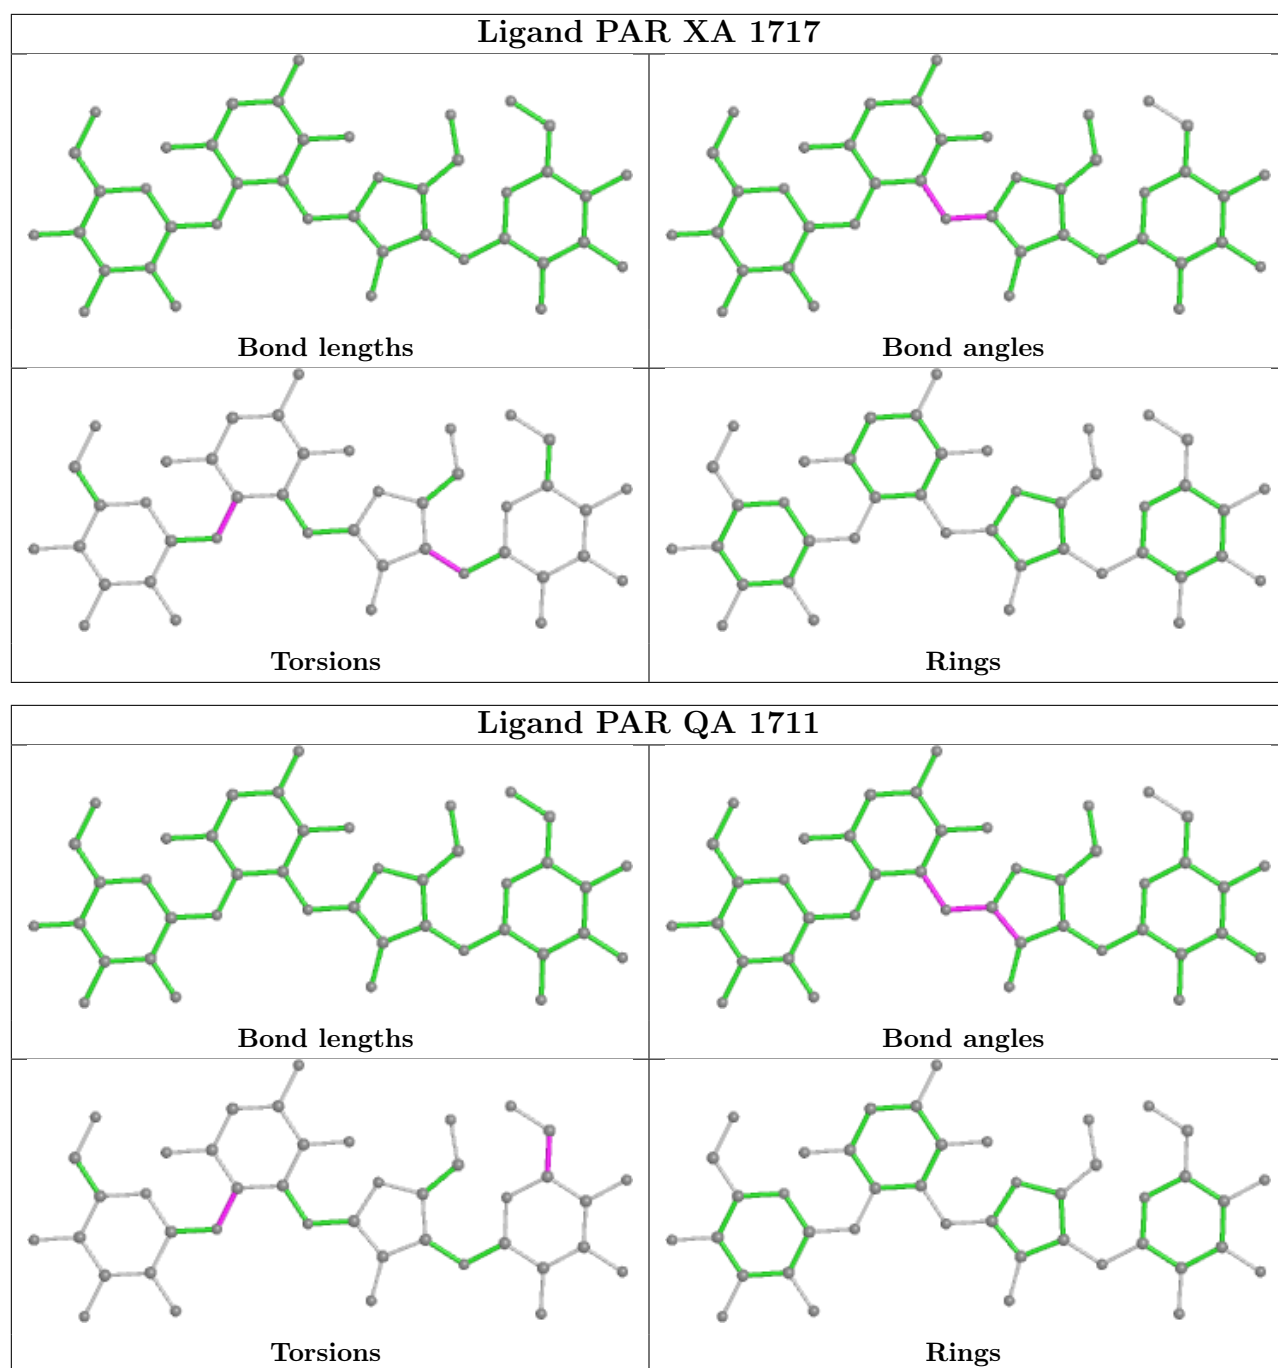 Ligand PAR XA 1717
Bond lengths
Bond angles
Torsions
Rings
Ligand PAR QA 1711
Bond lengths
Bond angles
Torsions
Rings